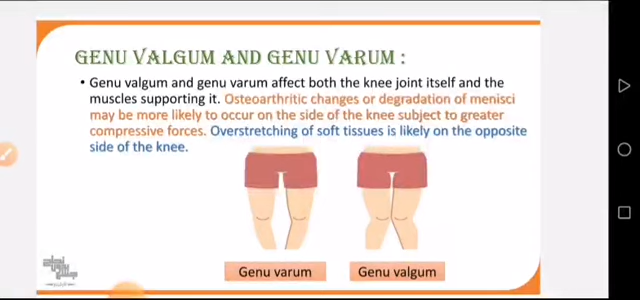 GENU VALGUM AND GENU VARUM :
• Genu valgum and genu varum affect both the knee joint itself and the
muscles supporting it. Osteoarthritic changes or degradation of menisci
may be more likely to occur on the side of the knee subject to greater
compressive forces. Overstretching of soft tissues is likely on the opposite
side of the knee.
Genu varum
Genu valgum